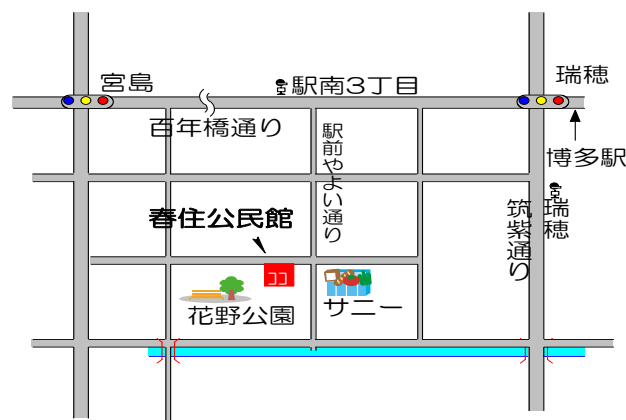 宮島
駅南3丁目
瑞穂
百年橋通り
駅前やよい通り
博多駅
春住公民館
筑紫通り
瑞穂
ココ
花野公園
サニー